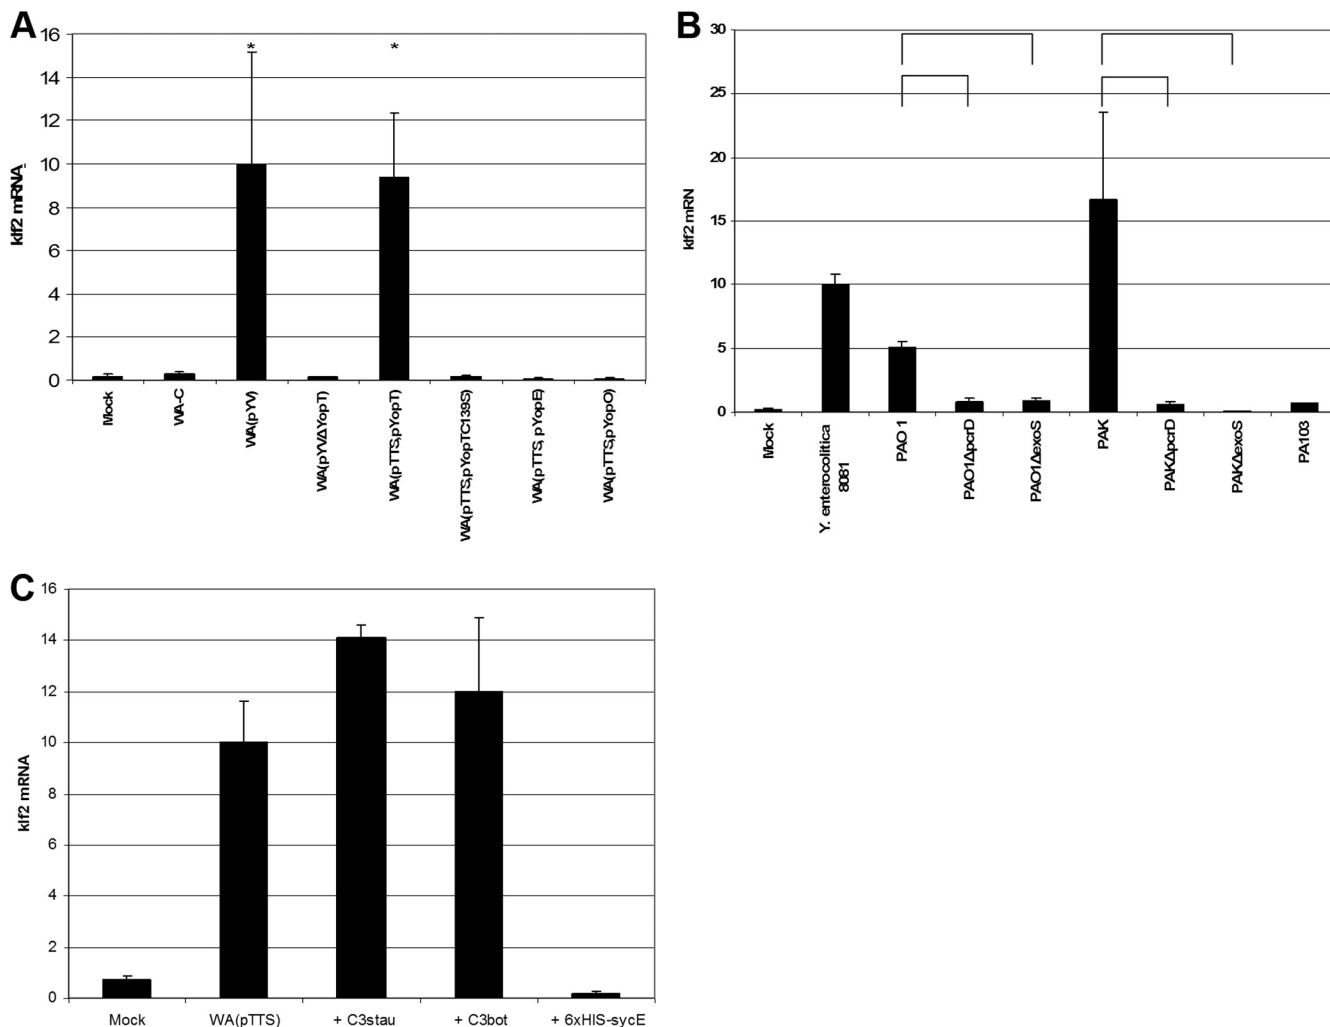 A
klf2 mRNA
16
14
12
10
8
6
4
2
0
*
*
Mock
WA-C
WA(pYV)
WA(pYVΔYopT)
WA(pTTS,pYopT)
WA(pTTS,pYopTC139S)
WA(pTTS, pYopE)
WA(pTTS,pYopO)
B
klf2 mRN
30
25
20
15
10
5
0
Mock
Y. enterocolitica
8081
PAO 1
PAO1ΔpcrD
PAO1ΔexoS
PAK
PAKΔpcrD
PAKΔexoS
PA103
C
klf2 mRNA
16
14
12
10
8
6
4
2
0
Mock
WA(pTTS)
+ C3stau
+ C3bot
+ 6xHIS-sycE